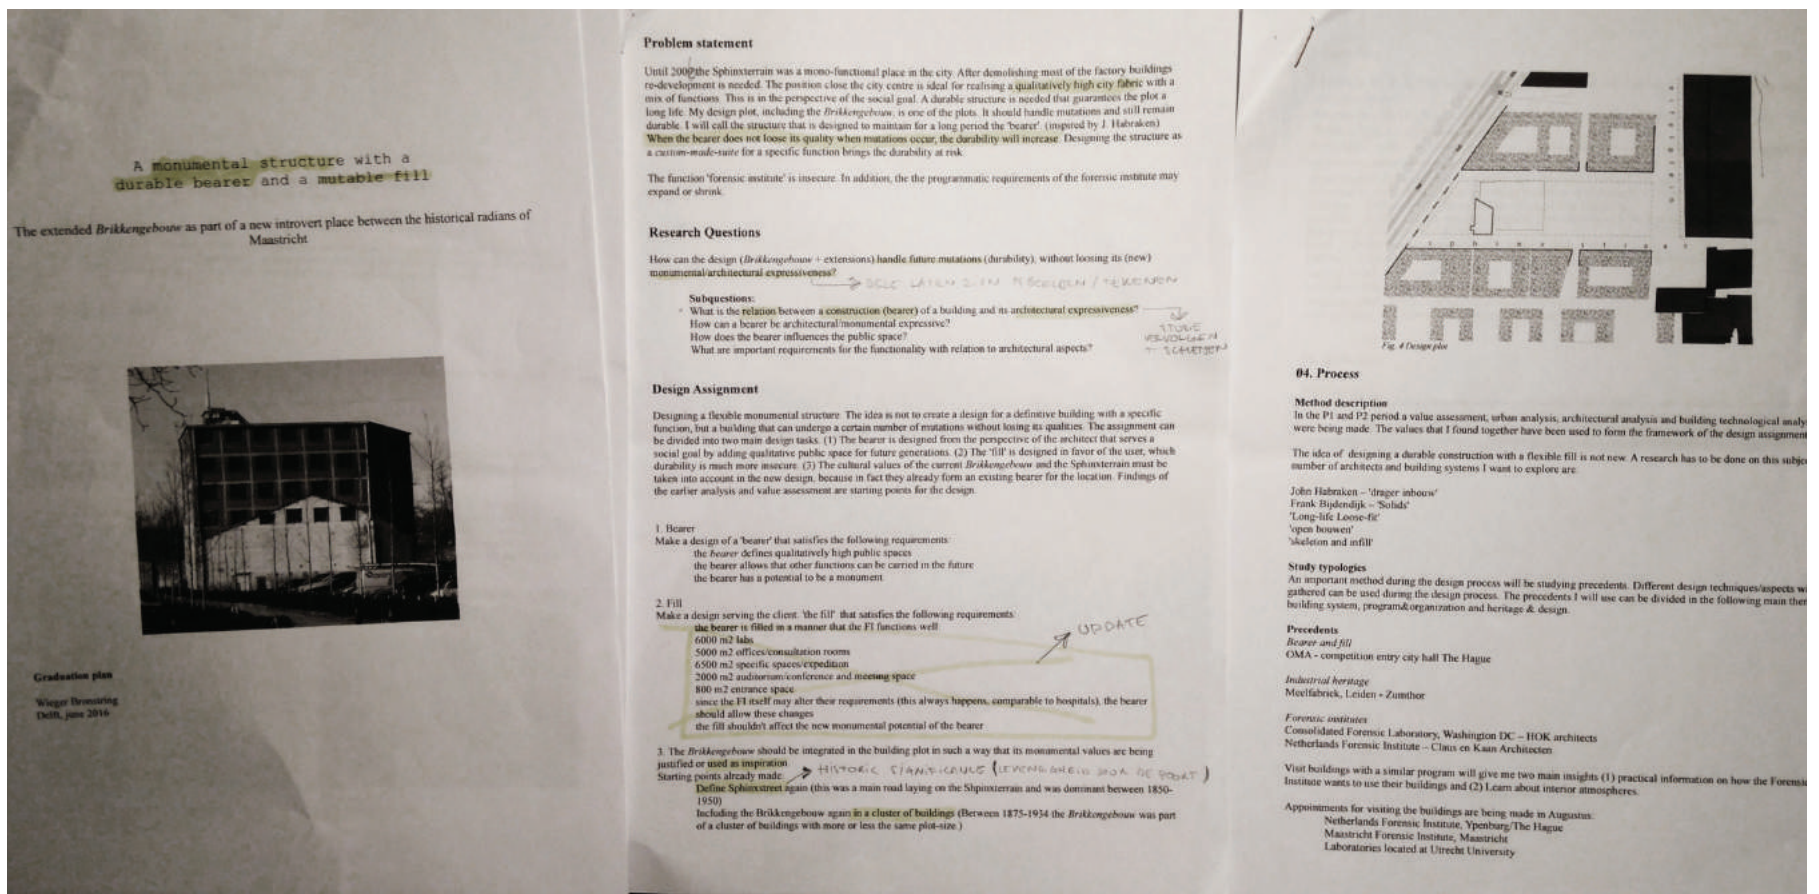 A monumental structure with a
durable bearer and a mutable fill
The extended Brikkengebouw as part of a new introvert place between the historical radians of
Maastricht
Graduation plan
Wieger Bronstring
Delft, june 2016
Problem statement
the Sphinxterrain was a mono-functional place in the city. After demolishing most of the factory buildings
re-development is needed. The position close the city centre is ideal for realising a qualitatively high city fabric with a
mix of functions. This is in the perspective of the social goal. A durable structure is needed that guarantees the plot a
long life. My design plot, including the Brikkengebouw, is one of the plots. It should handle mutations and still remain
durable. I will call the structure that is designed to maintain for a long period the 'bearer'. (inspired by J. Habraken)
When the bearer does not loose its quality when mutations occur, the durability will increase. Designing the structure as
a custom-made-suite for a specific function brings the durability at risk.
The function 'forensic institute' is insecure. In addition, the the programmatic requirements of the forensic institute may
expand or shrink.
Research Questions
How can the design (Brikkengebouw + extensions) handle future mutations (durability), without loosing its (new)
monumental/architectural expressiveness?
Subquestions:
What is the relation between a construction (bearer) of a building and its architectural expressiveness?
How can a bearer be architectural/monumental expressive?
How does the bearer influences the public space?
What are important requirements for the functionality with relation to architectural aspects?
Design Assignment
Designing a flexible monumental structure. The idea is not to create a design for a definitive building with a specific
function, but a building that can undergo a certain number of mutations without losing its qualities. The assignment can
be divided into two main design tasks. (1) The bearer is designed from the perspective of the architect that serves a
social goal by adding qualitative public space for future generations. (2) The 'fill' is designed in favor of the user, which
durability is much more insecure. (3) The cultural values of the current Brikkengebouw and the Sphinxterrain must be
taken into account in the new design, because in fact they already form an existing bearer for the location. Findings of
the earlier analysis and value assessment are starting points for the design.
1. Bearer
Make a design of a 'bearer' that satisfies the following requirements:
the bearer defines qualitatively high public spaces
the bearer allows that other functions can be carried in the future
the bearer has a potential to be a monument
2. Fill
Make a design serving the client. 'the fill' that satisfies the following requirements:
the bearer is filled in a manner that the FI functions well:
6000 m2 labs
5000 m2 offices/consultation rooms
6500 m2 specific spaces/expedition
2000 m2 auditorium/conference and meeting space
800 m2 entrance space
since the FI itself may alter their requirements (this always happens, comparable to hospitals), the bearer
should allow these changes
the fill shouldn't affect the new monumental potential of the bearer
UPDATE
3. The Brikkengebouw should be integrated in the building plot in such a way that its monumental values are being
justified or used as inspiration
Starting points already made:
HISTORIC SIGNIFICANCE (LEVENDIGHEID DOOR DE POORT)
Define Sphinxstreet again (this was a main road laying on the Shpinxterrain and was dominant between 1850-
1950)
Including the Brikkengebouw again in a cluster of buildings (Between 1875-1934 the Brikkengebouw was part
of a cluster of buildings with more or less the same plot-size.)
Fig. 4 Design plot
04. Process
Method description
In the P1 and P2 period a value assessment, urban analysis, architectural analysis and building technological analy
were being made. The values that I found together have been used to form the framework of the design assignment
The idea of designing a durable construction with a flexible fill is not new. A research has to be done on this subje
number of architects and building systems I want to explore are:
John Habraken – 'drager inbouw'
Frank Bijdendijk – 'Solids'
'Long-life Loose-fit'
'open bouwen'
'skeleton and infill'
Study typologies
An important method during the design process will be studying precedents. Different design techniques/aspects wi
gathered can be used during the design process. The precedents I will use can be divided in the following main them
building system, program&organization and heritage & design.
Precedents
Bearer and fill
OMA - competition entry city hall The Hague
Industrial heritage
Meelfabriek, Leiden - Zumthor
Forensic institutes
Consolidated Forensic Laboratory, Washington DC – HOK architects
Netherlands Forensic Institute – Claus en Kaan Architecten
Visit buildings with a similar program will give me two main insights (1) practical information on how the Forensi
Institute wants to use their buildings and (2) Learn about interior atmospheres.
Appointments for visiting the buildings are being made in Augustus:
Netherlands Forensic Institute, Ypenburg/The Hague
Maastricht Forensic Institute, Maastricht
Laboratories located at Utrecht University